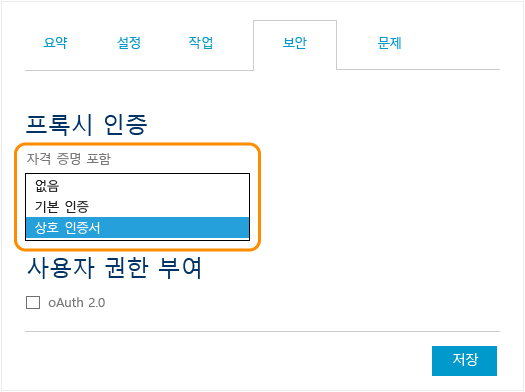 요약 설정 작업 보안 문제
프록시 인증
자격 증명 포함
없음
기본 인증
상호 인증서
사용자 권한 부여
oAuth 2.0
저장